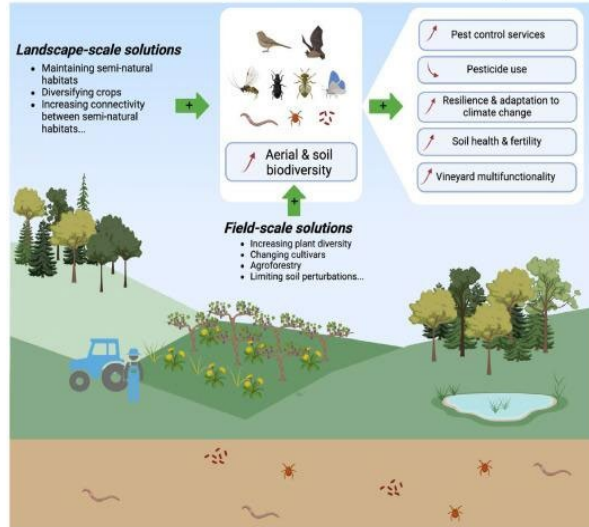 Landscape-scale solutions
• Maintaining semi-natural
habitats
• Diversifying crops
• Increasing connectivity
between semi-natural
habitats...
+
+
Aerial & soil
biodiversity
+
Field-scale solutions
• Increasing plant diversity
• Changing cultivars
• Agroforestry
• Limiting soil perturbations...
Pest control services
Pesticide use
Resilience & adaptation to
climate change
Soil health & fertility
Vineyard multifunctionality